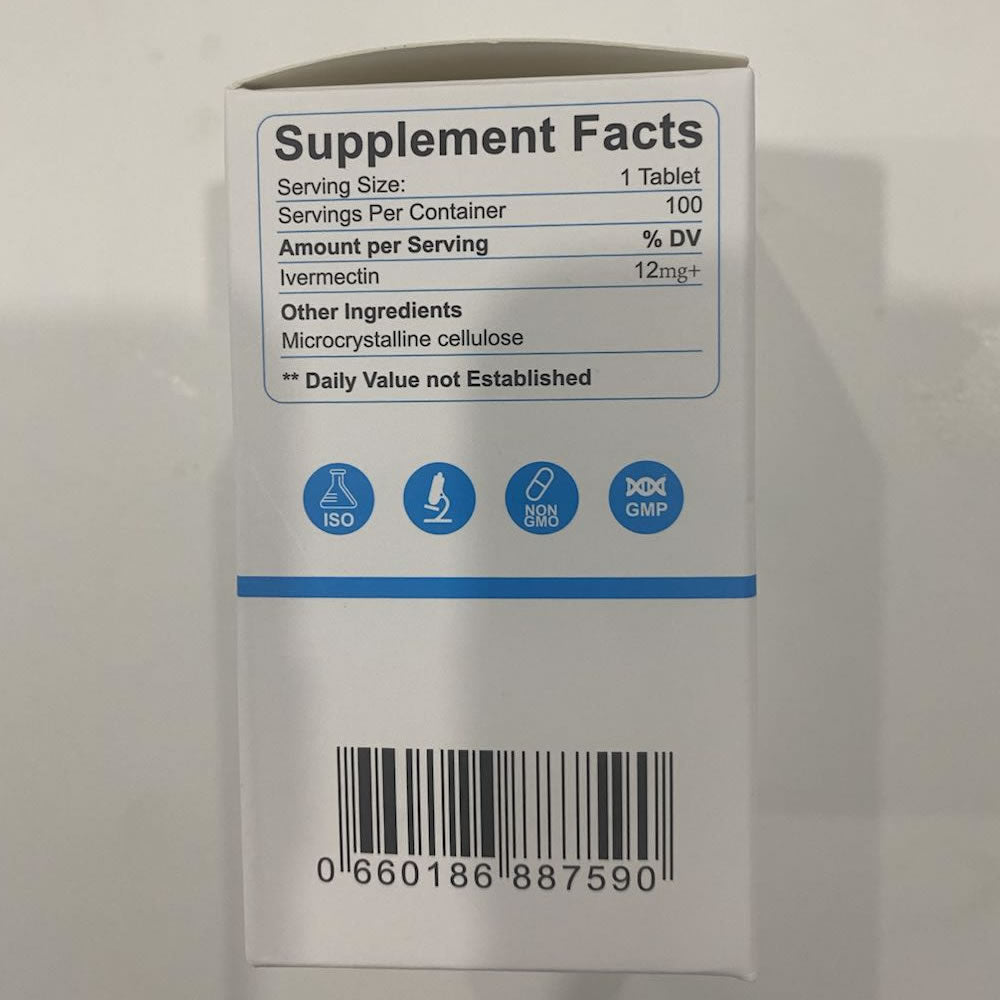 Supplement Facts
Serving Size: 1 Tablet
Servings Per Container 100
Amount per Serving % DV
Ivermectin 12mg+
Other Ingredients
Microcrystalline cellulose
** Daily Value not Established
ISO
NON
GMO
GMP
0 660186 887590